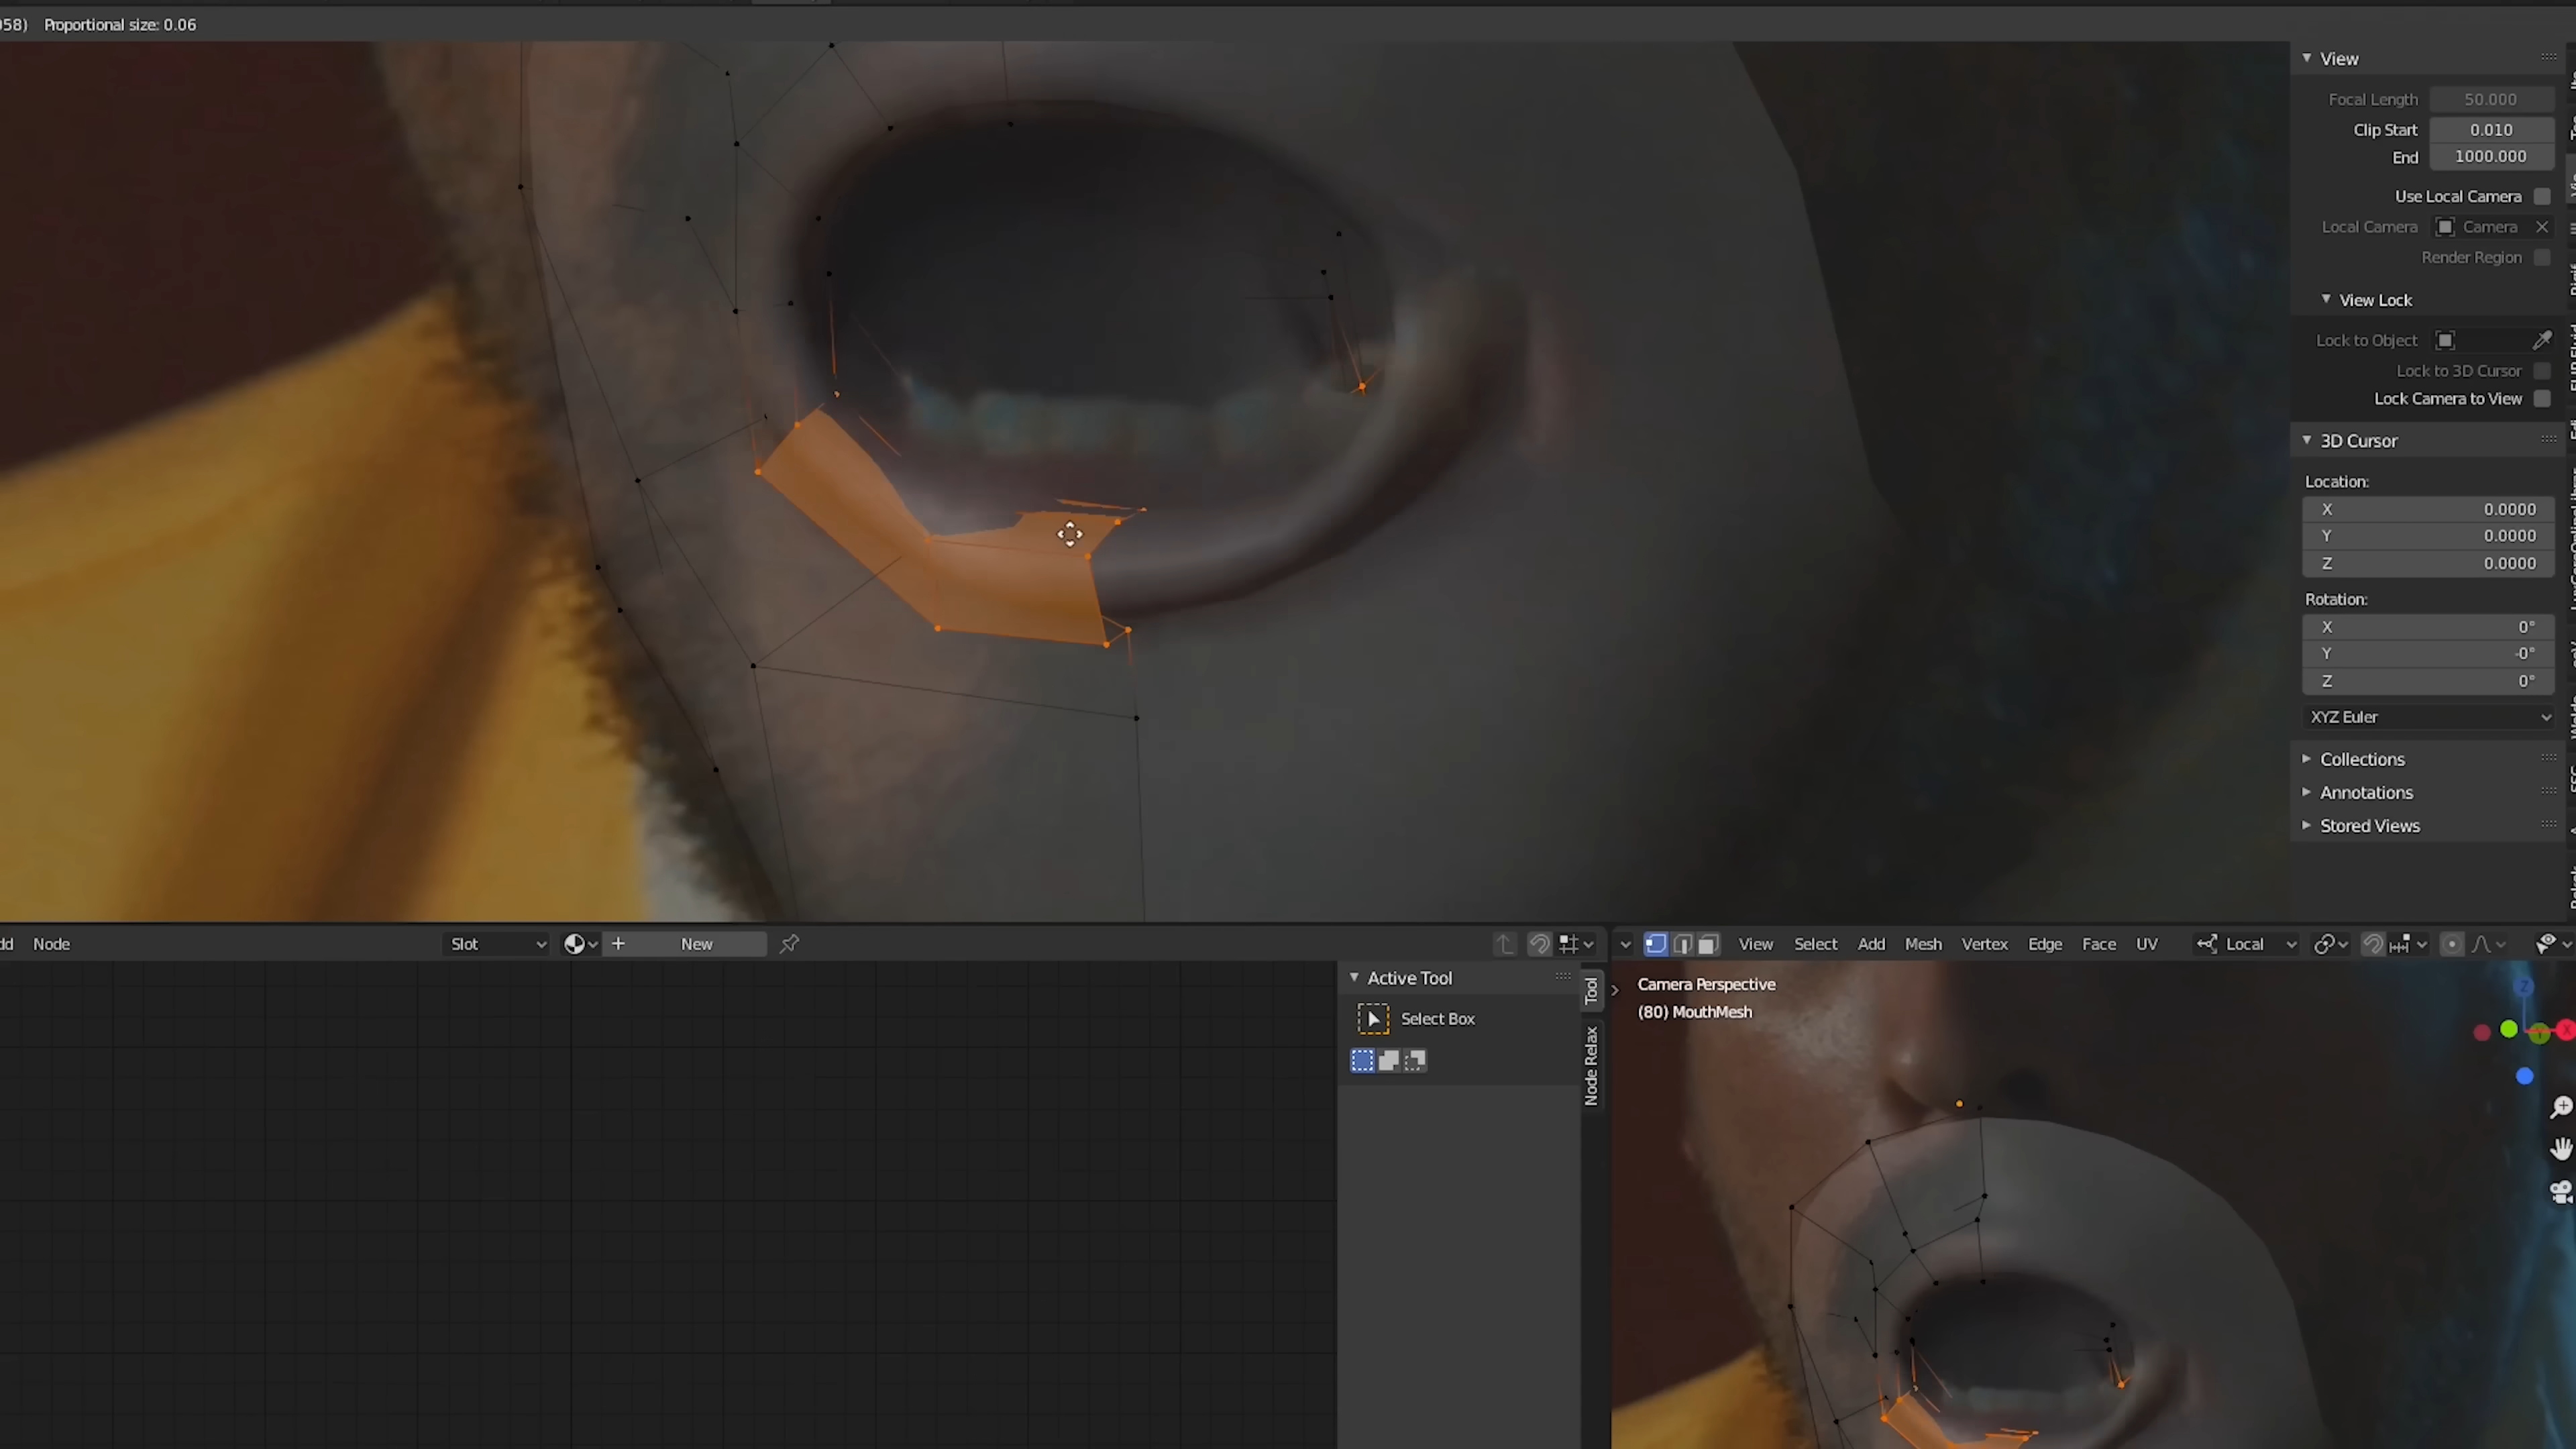 058) Proportional size: 0.06
View
Focal Length 50.000
Clip Start 0.010
End 1000.000
Use Local Camera
Local Camera Camera
Render Region
View Lock
Lock to Object
Lock to 3D Cursor
Lock Camera to View
3D Cursor
Location:
X 0.0000
Y 0.0000
Z 0.0000
Rotation:
X 0°
Y -0°
Z 0°
XYZ Euler
Collections
Annotations
Stored Views
dd Node Slot New
View Select Add Mesh Vertex Edge Face UV Local
Active Tool
Select Box
Tool
Node Relax
Camera Perspective
(80) MouthMesh
Z
X